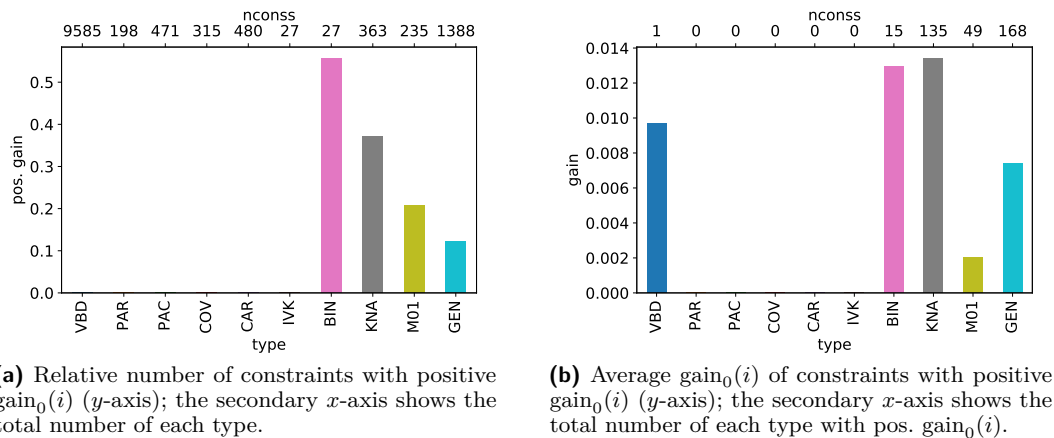 nconss
9585 198 471 315 480 27 27 363 235 1388
0.5
0.4
0.3
0.2
0.1
0.0
pos. gain
VBD PAR PAC COV CAR IVK BIN KNA M01 GEN
type
(a) Relative number of constraints with positive
gain₀(i) (y-axis); the secondary x-axis shows the
total number of each type.
nconss
1 0 0 0 0 0 15 135 49 168
0.014
0.012
0.010
0.008
0.006
0.004
0.002
0.000
gain
VBD PAR PAC COV CAR IVK BIN KNA M01 GEN
type
(b) Average gain₀(i) of constraints with positive
gain₀(i) (y-axis); the secondary x-axis shows the
total number of each type with pos. gain₀(i).